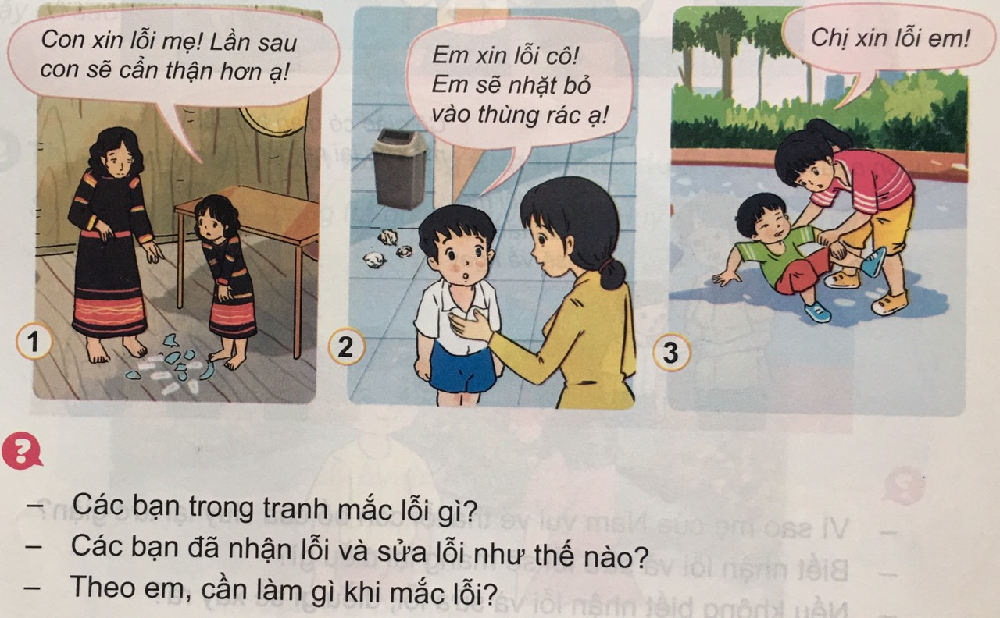 Con xin lỗi mẹ! Lần sau
con sẽ cẩn thận hơn ạ!
Em xin lỗi cô!
Em sẽ nhặt bỏ
vào thùng rác ạ!
Chị xin lỗi em!
1
2
3
?
– Các bạn trong tranh mắc lỗi gì?
– Các bạn đã nhận lỗi và sửa lỗi như thế nào?
– Theo em, cần làm gì khi mắc lỗi?